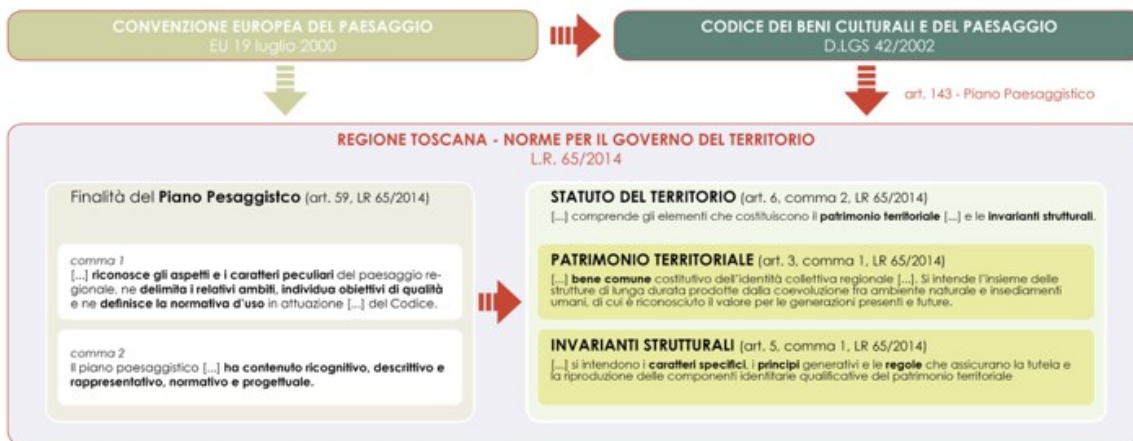 CONVENZIONE EUROPEA DEL PAESAGGIO
EU 19 luglio 2000
CODICE DEI BENI CULTURALI E DEL PAESAGGIO
D.LGS 42/2002
art. 143 - Piano Paesaggistico
REGIONE TOSCANA - NORME PER IL GOVERNO DEL TERRITORIO
L.R. 65/2014
Finalità del Piano Pesaggistco (art. 59, LR 65/2014)
comma 1
[...] riconosce gli aspetti e i caratteri peculiari del paesaggio re-
gionale, ne delimita i relativi ambiti, individua obiettivi di qualità
e ne definisce la normativa d'uso in attuazione [...] del Codice.
comma 2
Il piano paesaggistico [...] ha contenuto ricognitivo, descrittivo e
rappresentativo, normativo e progettuale.
STATUTO DEL TERRITORIO (art. 6, comma 2, LR 65/2014)
[...] comprende gli elementi che costituiscono il patrimonio territoriale [...] e le invarianti strutturali.
PATRIMONIO TERRITORIALE (art. 3, comma 1, LR 65/2014)
[...] bene comune costitutivo dell'identità collettiva regionale [...]. Si intende l'insieme delle
strutture di lunga durata prodotte dalla coevoluzione fra ambiente naturale e insediamenti
umani, di cui è riconosciuto il valore per le generazioni presenti e future.
INVARIANTI STRUTTURALI (art. 5, comma 1, LR 65/2014)
[...] si intendono i caratteri specifici, i principi generativi e le regole che assicurano la tutela e
la riproduzione delle componenti identitarie qualificative del patrimonio territoriale